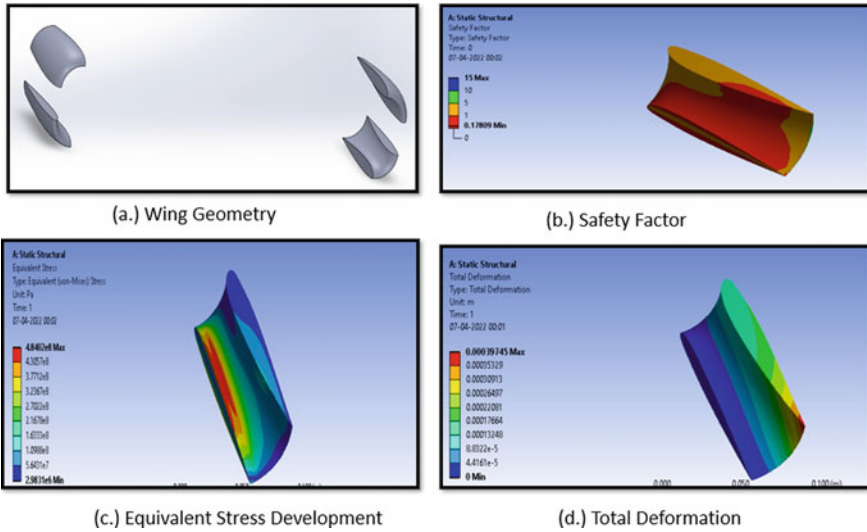 A: Static Structural
Safety Factor
Type: Safety Factor
Time: 0
07-04-2022 00:02
15 Max
10
5
1
0.17809 Min
0
(a.) Wing Geometry
(b.) Safety Factor
A: Static Structural
Equivalent Stress
Type: Equivalent (von-Mises) Stress
Unit: Pa
Time: 1
07-04-2022 00:02
4.8402e8 Max
4.3057e8
3.7712e8
3.2367e8
2.7022e8
2.1678e8
1.6333e8
1.0988e8
5.6431e7
2.9831e6 Min
A: Static Structural
Total Deformation
Type: Total Deformation
Unit: m
Time: 1
07-04-2022 00:01
0.00039745 Max
0.00035329
0.00030913
0.00026497
0.00022081
0.00017664
0.00013248
8.8322e-5
4.4161e-5
0 Min
0.000
0.050
0.100 (m)
(c.) Equivalent Stress Development
(d.) Total Deformation